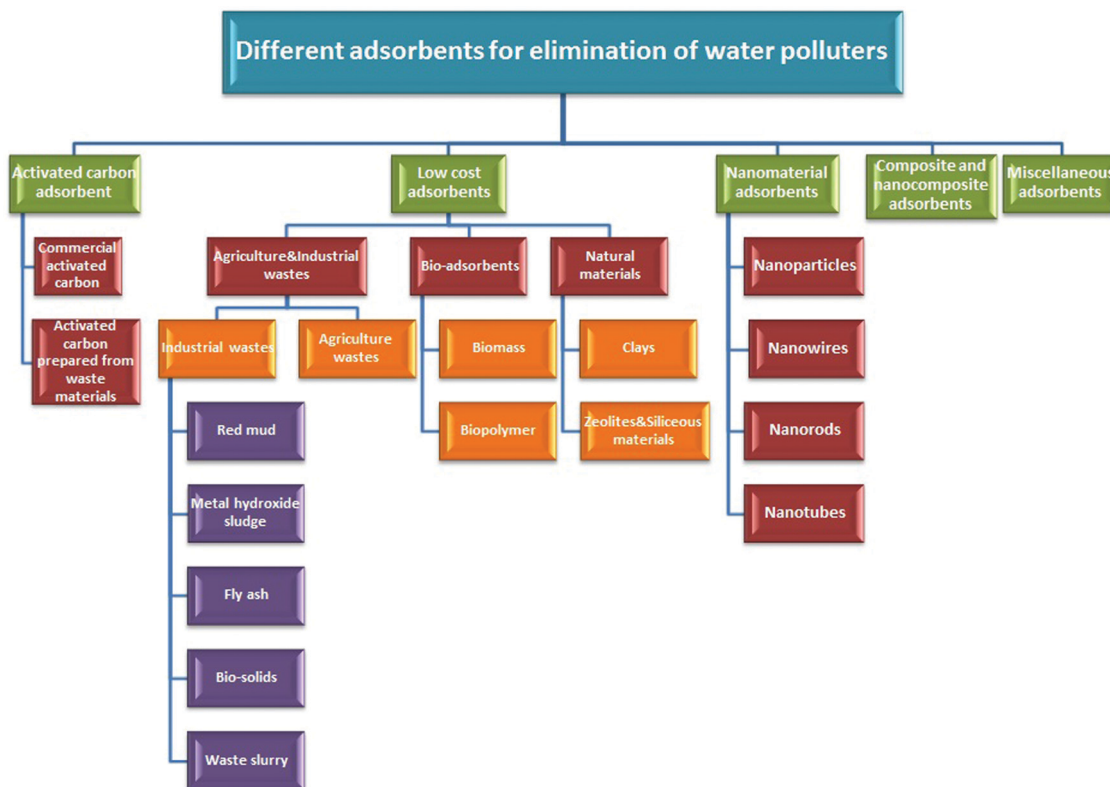 Different adsorbents for elimination of water polluters
Activated carbon
adsorbent
Low cost
adsorbents
Nanomaterial
adsorbents
Composite and
nanocomposite
adsorbents
Miscellaneous
adsorbents
Commercial
activated
carbon
Activated
carbon
prepared from
waste
materials
Agriculture&Industrial
wastes
Bio-adsorbents
Natural
materials
Industrial wastes
Agriculture
wastes
Biomass
Biopolymer
Clays
Zeolites&Siliceous
materials
Red mud
Metal hydroxide
sludge
Fly ash
Bio-solids
Waste slurry
Nanoparticles
Nanowires
Nanorods
Nanotubes